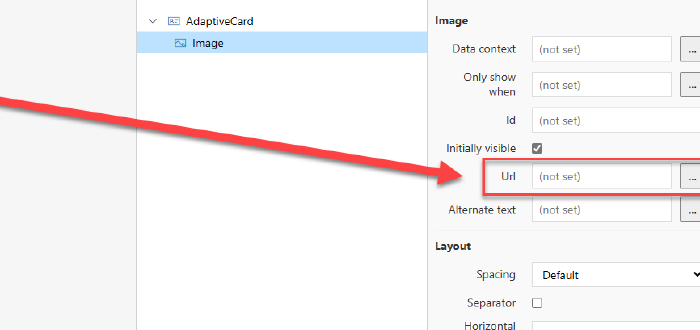 AdaptiveCard
Image
Image
Data context (not set) ...
Only show when (not set) ...
Id (not set)
Initially visible
Url (not set) ...
Alternate text (not set) ...
Layout
Spacing Default
Separator
Horizontal